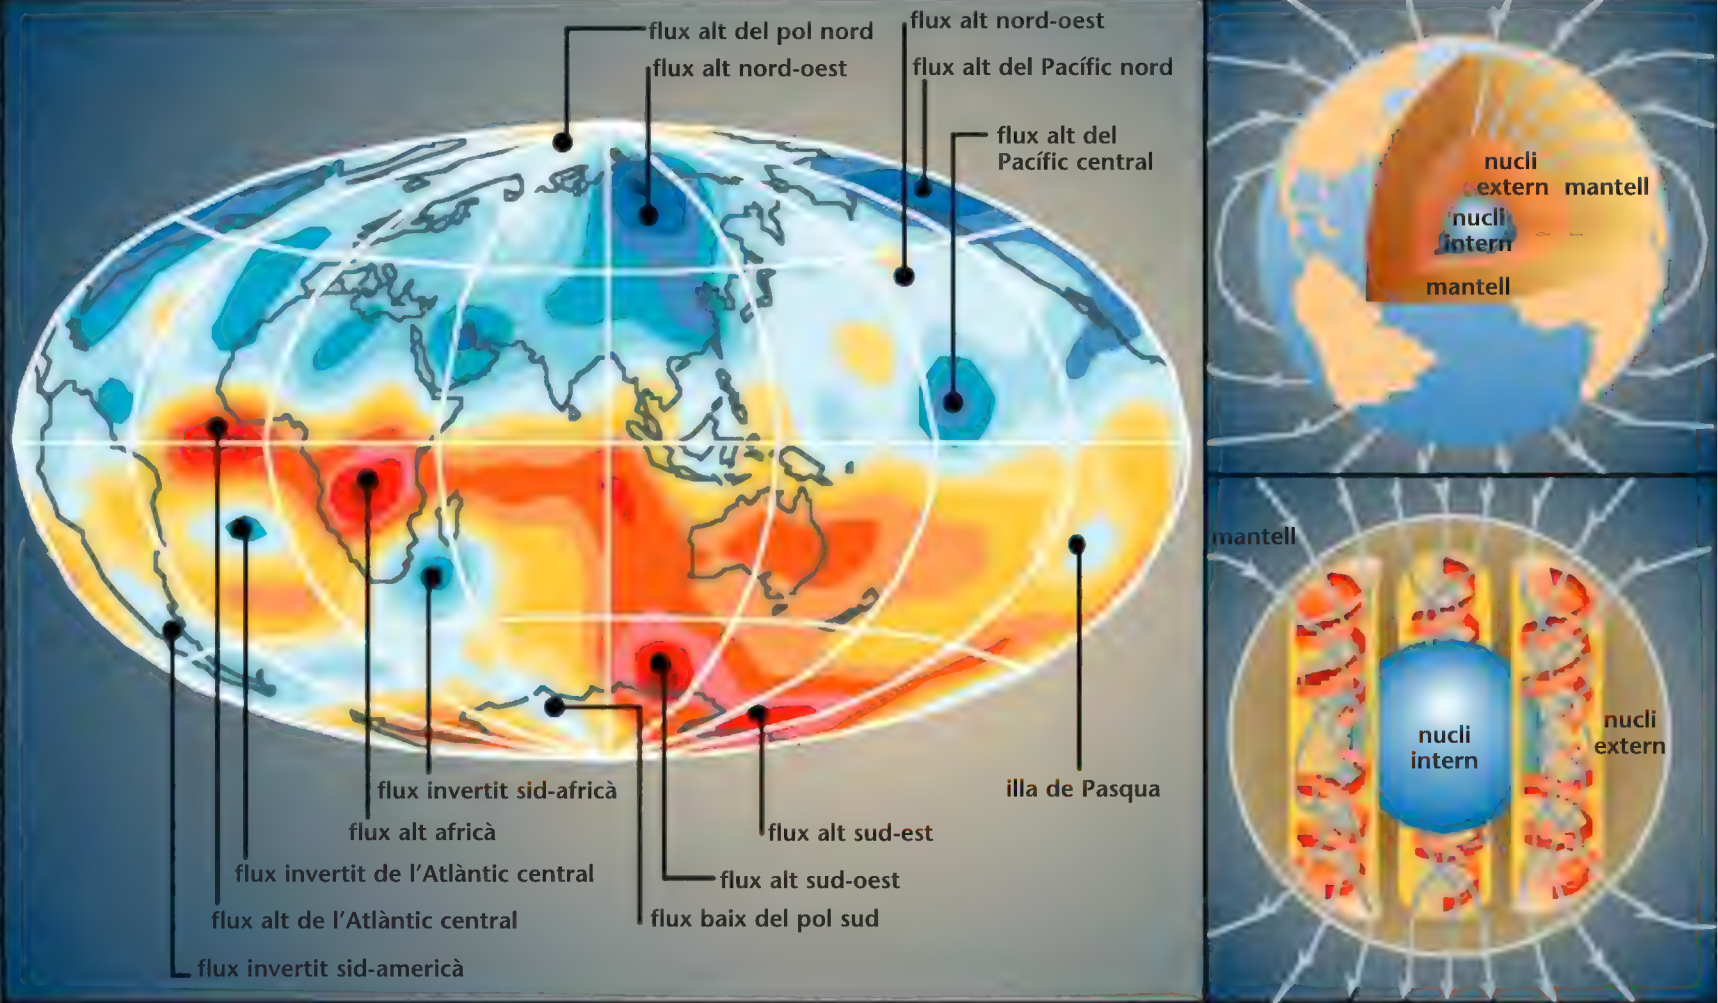 flux alt del pol nord
flux alt nord-oest
flux alt nord-oest
flux alt del Pacífic nord
flux alt del
Pacífic central
flux invertit sid-africà
flux alt africà
flux invertit de l'Atlàntic central
flux alt de l'Atlàntic central
flux invertit sid-americà
illa de Pasqua
flux alt sud-est
flux alt sud-oest
flux baix del pol sud
nucli
extern
mantell
nucli
intern
mantell
mantell
nucli
intern
nucli
extern